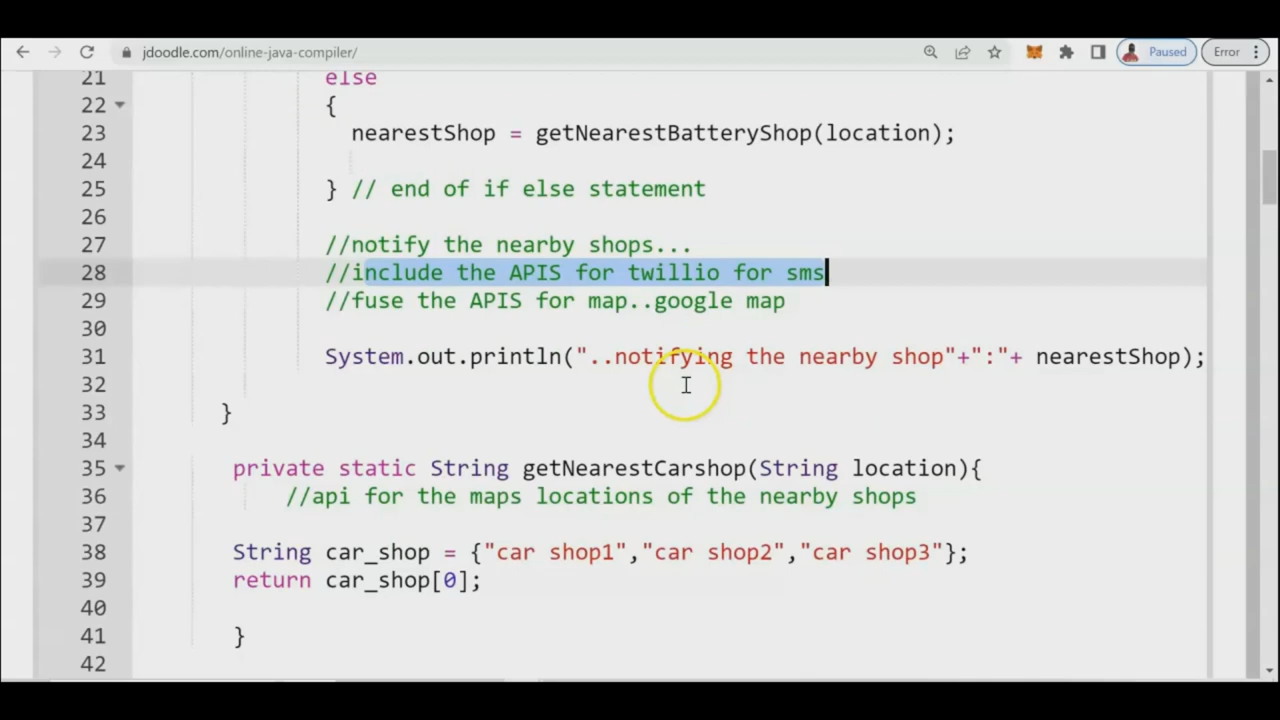 jdoodle.com/online-java-compiler/
Paused
Error
21 else
22 {
23 nearestShop = getNearestBatteryShop(location);
24
25 } // end of if else statement
26
27 //notify the nearby shops...
28 //include the APIS for twillio for sms
29 //fuse the APIS for map..google map
30
31 System.out.println("..notifying the nearby shop"+":"+ nearestShop);
32
33 }
34
35 private static String getNearestCarshop(String location){
36 //api for the maps locations of the nearby shops
37
38 String car_shop = {"car shop1","car shop2","car shop3"};
39 return car_shop[0];
40
41 }
42